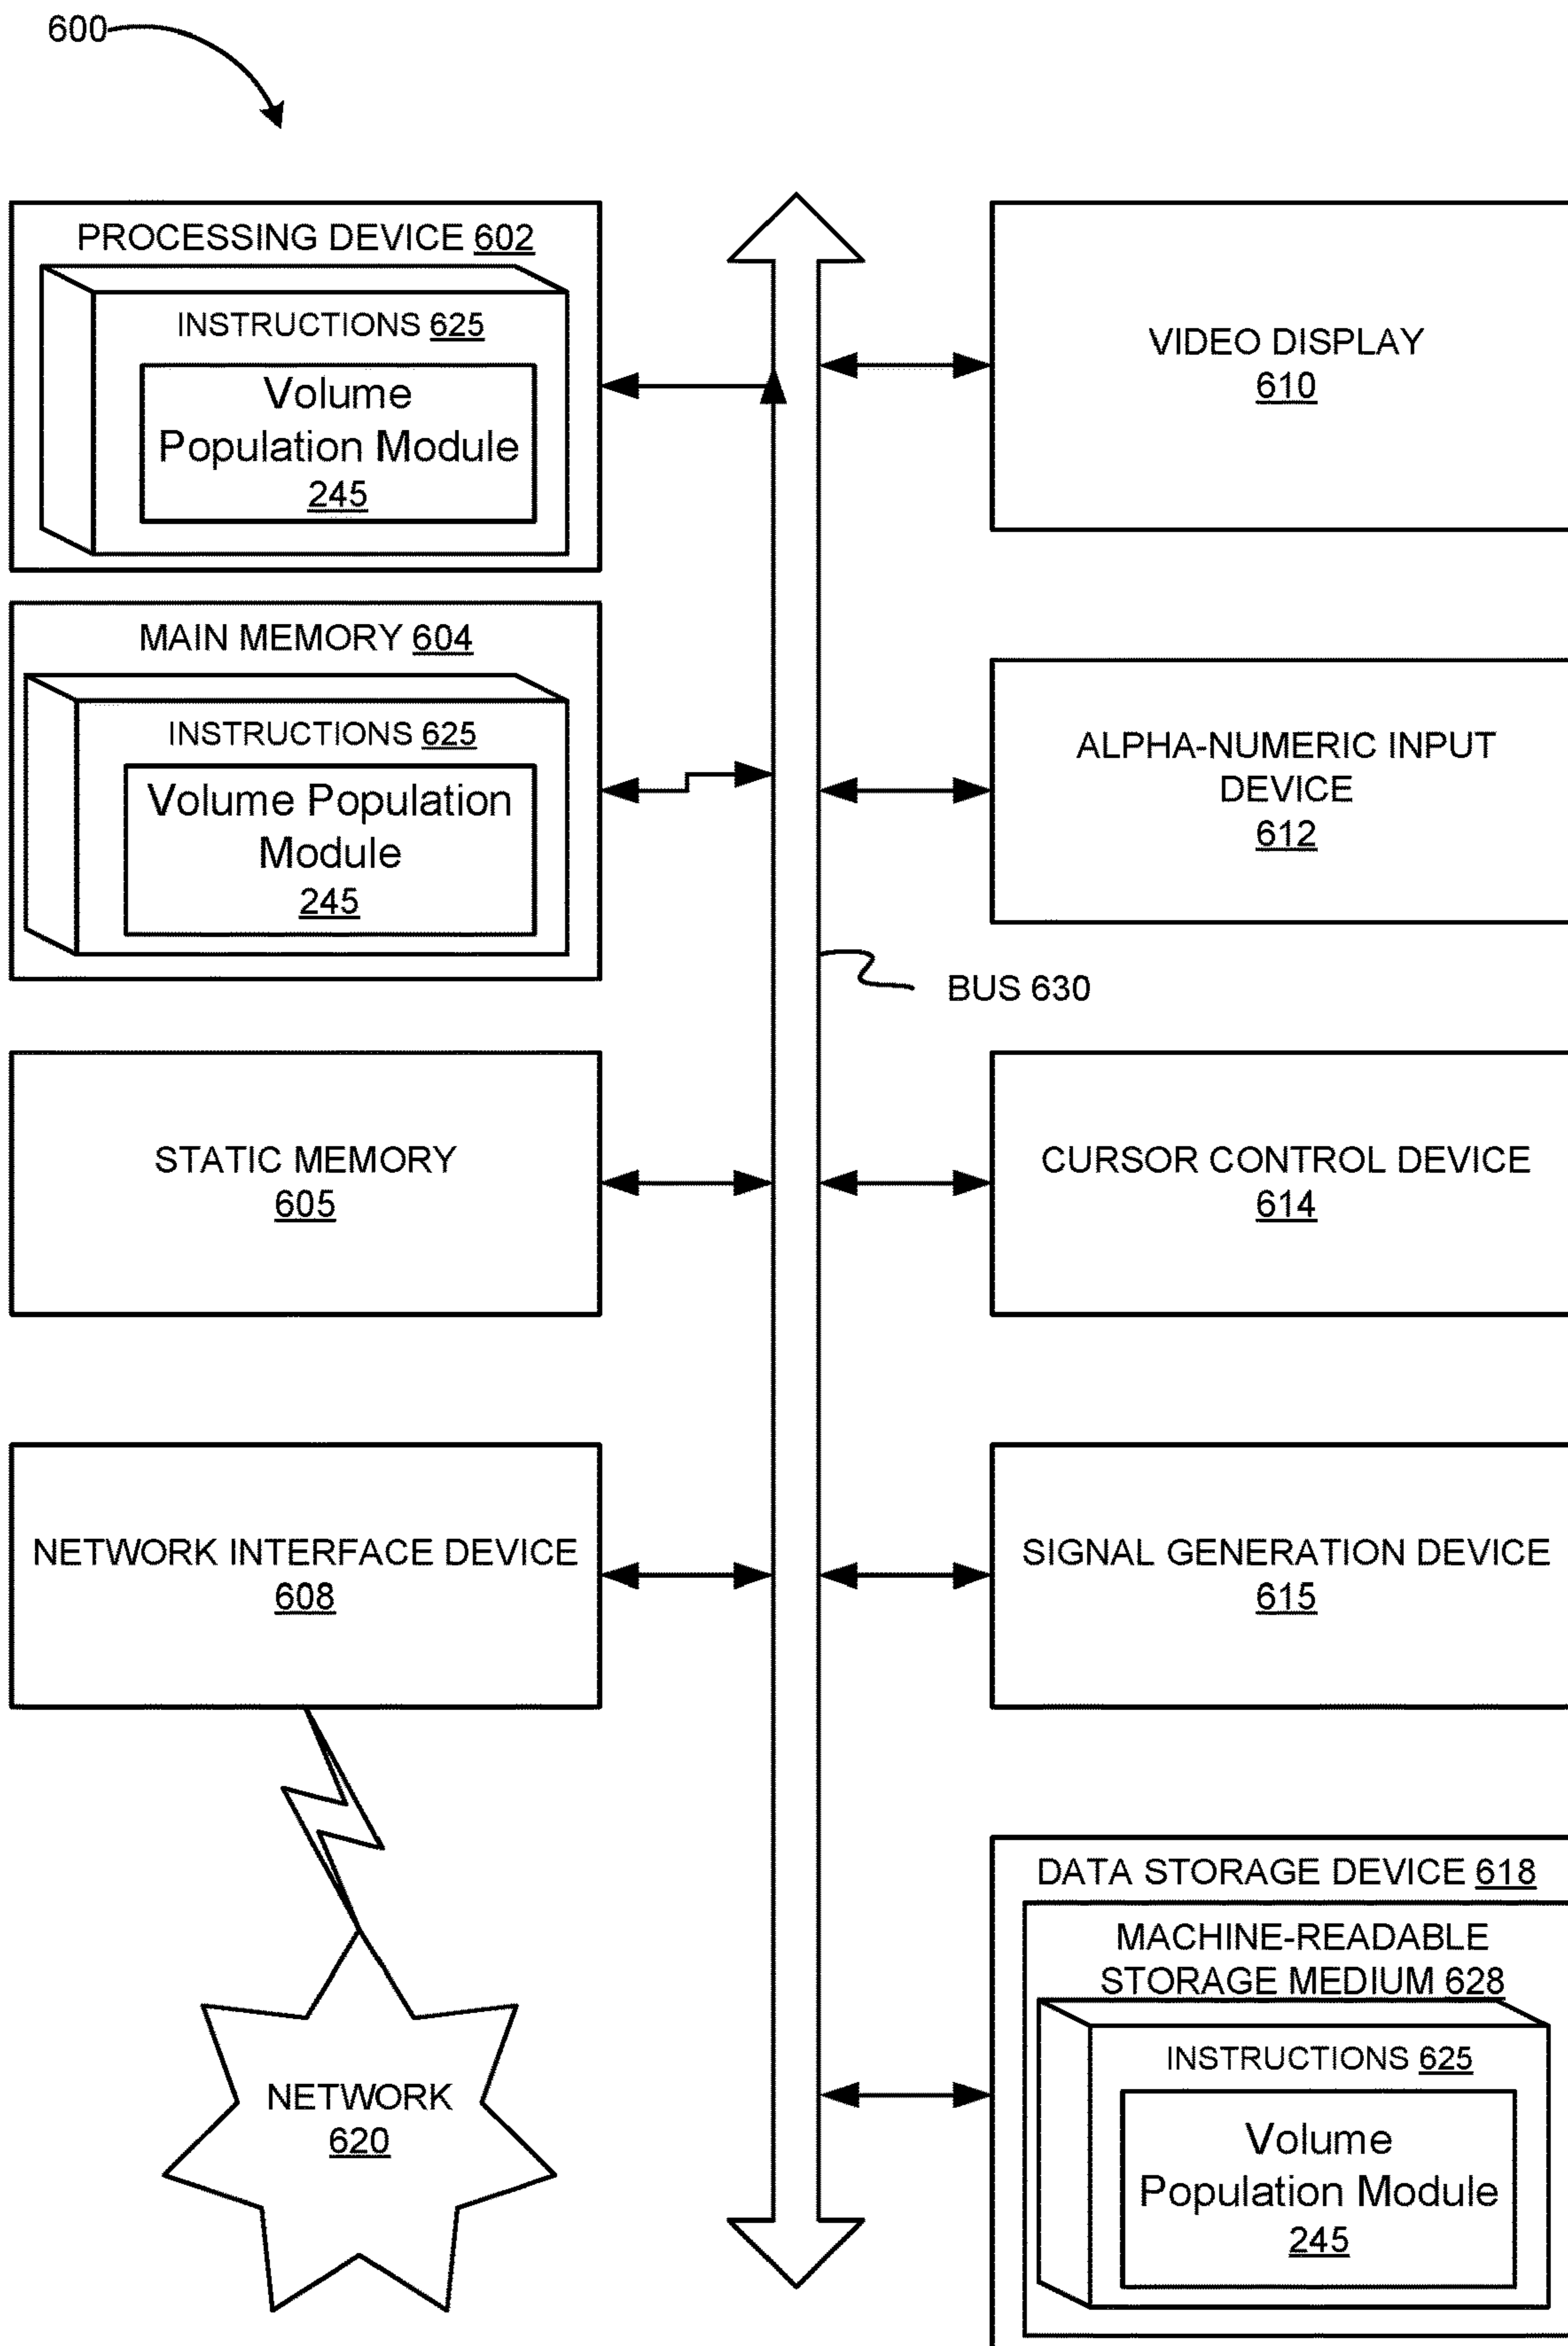 600
PROCESSING DEVICE 602
INSTRUCTIONS 625
Volume
Population Module
245
MAIN MEMORY 604
INSTRUCTIONS 625
Volume Population
Module
245
STATIC MEMORY
605
NETWORK INTERFACE DEVICE
608
NETWORK
620
BUS 630
VIDEO DISPLAY
610
ALPHA-NUMERIC INPUT
DEVICE
612
CURSOR CONTROL DEVICE
614
SIGNAL GENERATION DEVICE
615
DATA STORAGE DEVICE 618
MACHINE-READABLE
STORAGE MEDIUM 628
INSTRUCTIONS 625
Volume
Population Module
245